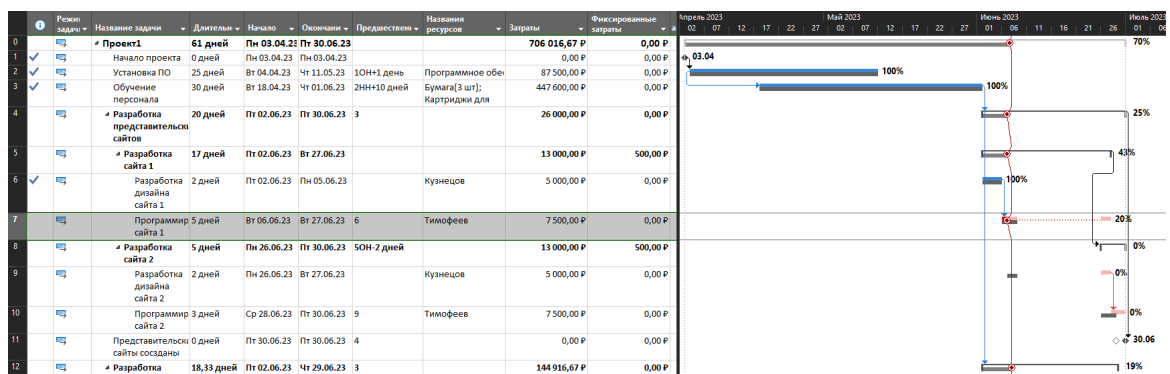 Режим задачи Название задачи Длительн Начало Окончани Предшествен Названия ресурсов Затраты Фиксированные затраты
Апрель 2023 Май 2023 Июнь 2023 Июль 2023
02 07 12 17 22 27 02 07 12 17 22 27 01 06 11 16 21 26 01 06
0 Проект1 61 дней Пн 03.04.23 Пт 30.06.23 706 016,67 ₽ 0,00 ₽ 70%
1 Начало проекта 0 дней Пн 03.04.23 Пн 03.04.23 0,00 ₽ 0,00 ₽ 03.04
2 Установка ПО 25 дней Вт 04.04.23 Чт 11.05.23 1ОН+1 день Программное обе 87 500,00 ₽ 0,00 ₽ 100%
3 Обучение 30 дней Вт 18.04.23 Чт 01.06.23 2НН+10 дней Бумага[3 шт]; 447 600,00 ₽ 0,00 ₽ 100%
персонала Картриджи для
4 Разработка 20 дней Пт 02.06.23 Пт 30.06.23 3 26 000,00 ₽ 0,00 ₽ 25%
представительски
сайтов
5 Разработка 17 дней Пт 02.06.23 Вт 27.06.23 13 000,00 ₽ 500,00 ₽ 43%
сайта 1
6 Разработка 2 дней Пт 02.06.23 Пн 05.06.23 Кузнецов 5 000,00 ₽ 0,00 ₽ 100%
дизайна
сайта 1
7 Программир 5 дней Вт 06.06.23 Вт 27.06.23 6 Тимофеев 7 500,00 ₽ 0,00 ₽ 20%
сайта 1
8 Разработка 5 дней Пн 26.06.23 Пт 30.06.23 5ОН-2 дней 13 000,00 ₽ 500,00 ₽ 0%
сайта 2
9 Разработка 2 дней Пн 26.06.23 Вт 27.06.23 Кузнецов 5 000,00 ₽ 0,00 ₽ 0%
дизайна
сайта 2
10 Программир 3 дней Ср 28.06.23 Пт 30.06.23 9 Тимофеев 7 500,00 ₽ 0,00 ₽ 0%
сайта 2
11 Представительски 0 дней Пт 30.06.23 Пт 30.06.23 4 0,00 ₽ 0,00 ₽ 30.06
сайты сосзданы
12 Разработка 18,33 дней Пт 02.06.23 Чт 29.06.23 3 144 916,67 ₽ 0,00 ₽ 19%